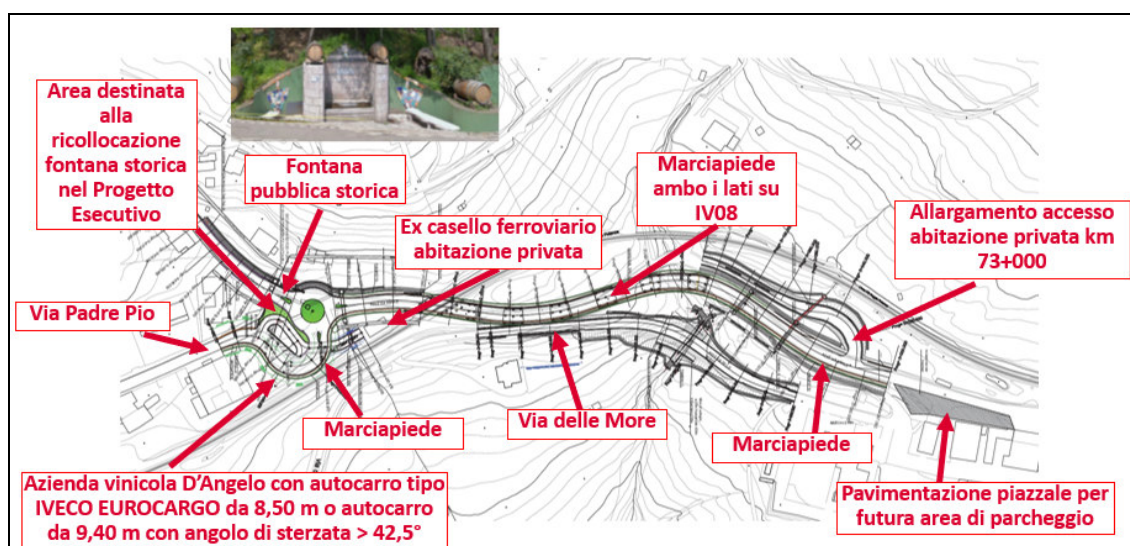 Area destinata
alla
ricollocazione
fontana storica
nel Progetto
Esecutivo
Fontana
pubblica storica
Marciapiede
ambo i lati su
IV08
Ex casello ferroviario
abitazione privata
Allargamento accesso
abitazione privata km
73+000
Via Padre Pio
Marciapiede
Via delle More
Marciapiede
Azienda vinicola D’Angelo con autocarro tipo
IVECO EUROCARGO da 8,50 m o autocarro
da 9,40 m con angolo di sterzata > 42,5°
Pavimentazione piazzale per
futura area di parcheggio